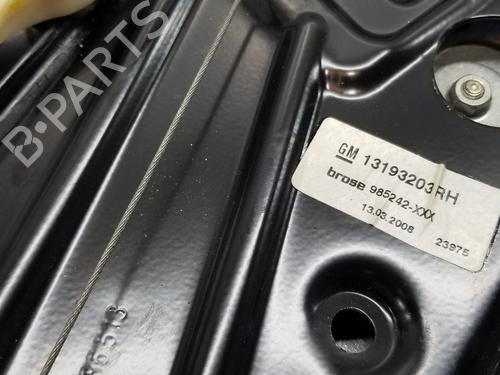 B-PARTS
GM 13193203RH
brose 985242-XXX
13.03.2008 23975